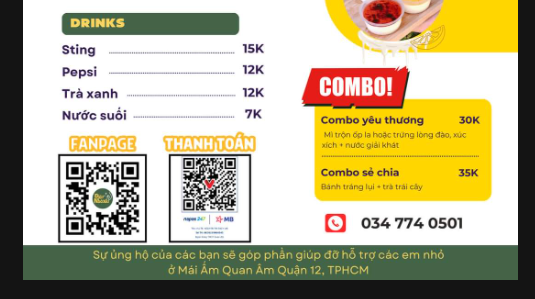 DRINKS
Sting 15K
Pepsi 12K
Trà xanh 12K
Nước suối 7K
FANPAGE THANH TOÁN
COMBO!
Combo yêu thương 30K
Mì trộn ốp la hoặc trứng lòng đào, xúc
xích + nước giải khát
Combo sẻ chia 35K
Bánh tráng lụi + trà trái cây
034 774 0501
Sự ủng hộ của các bạn sẽ góp phần giúp đỡ hỗ trợ các em nhỏ
ở Mái Ấm Quan Âm Quận 12, TPHCM